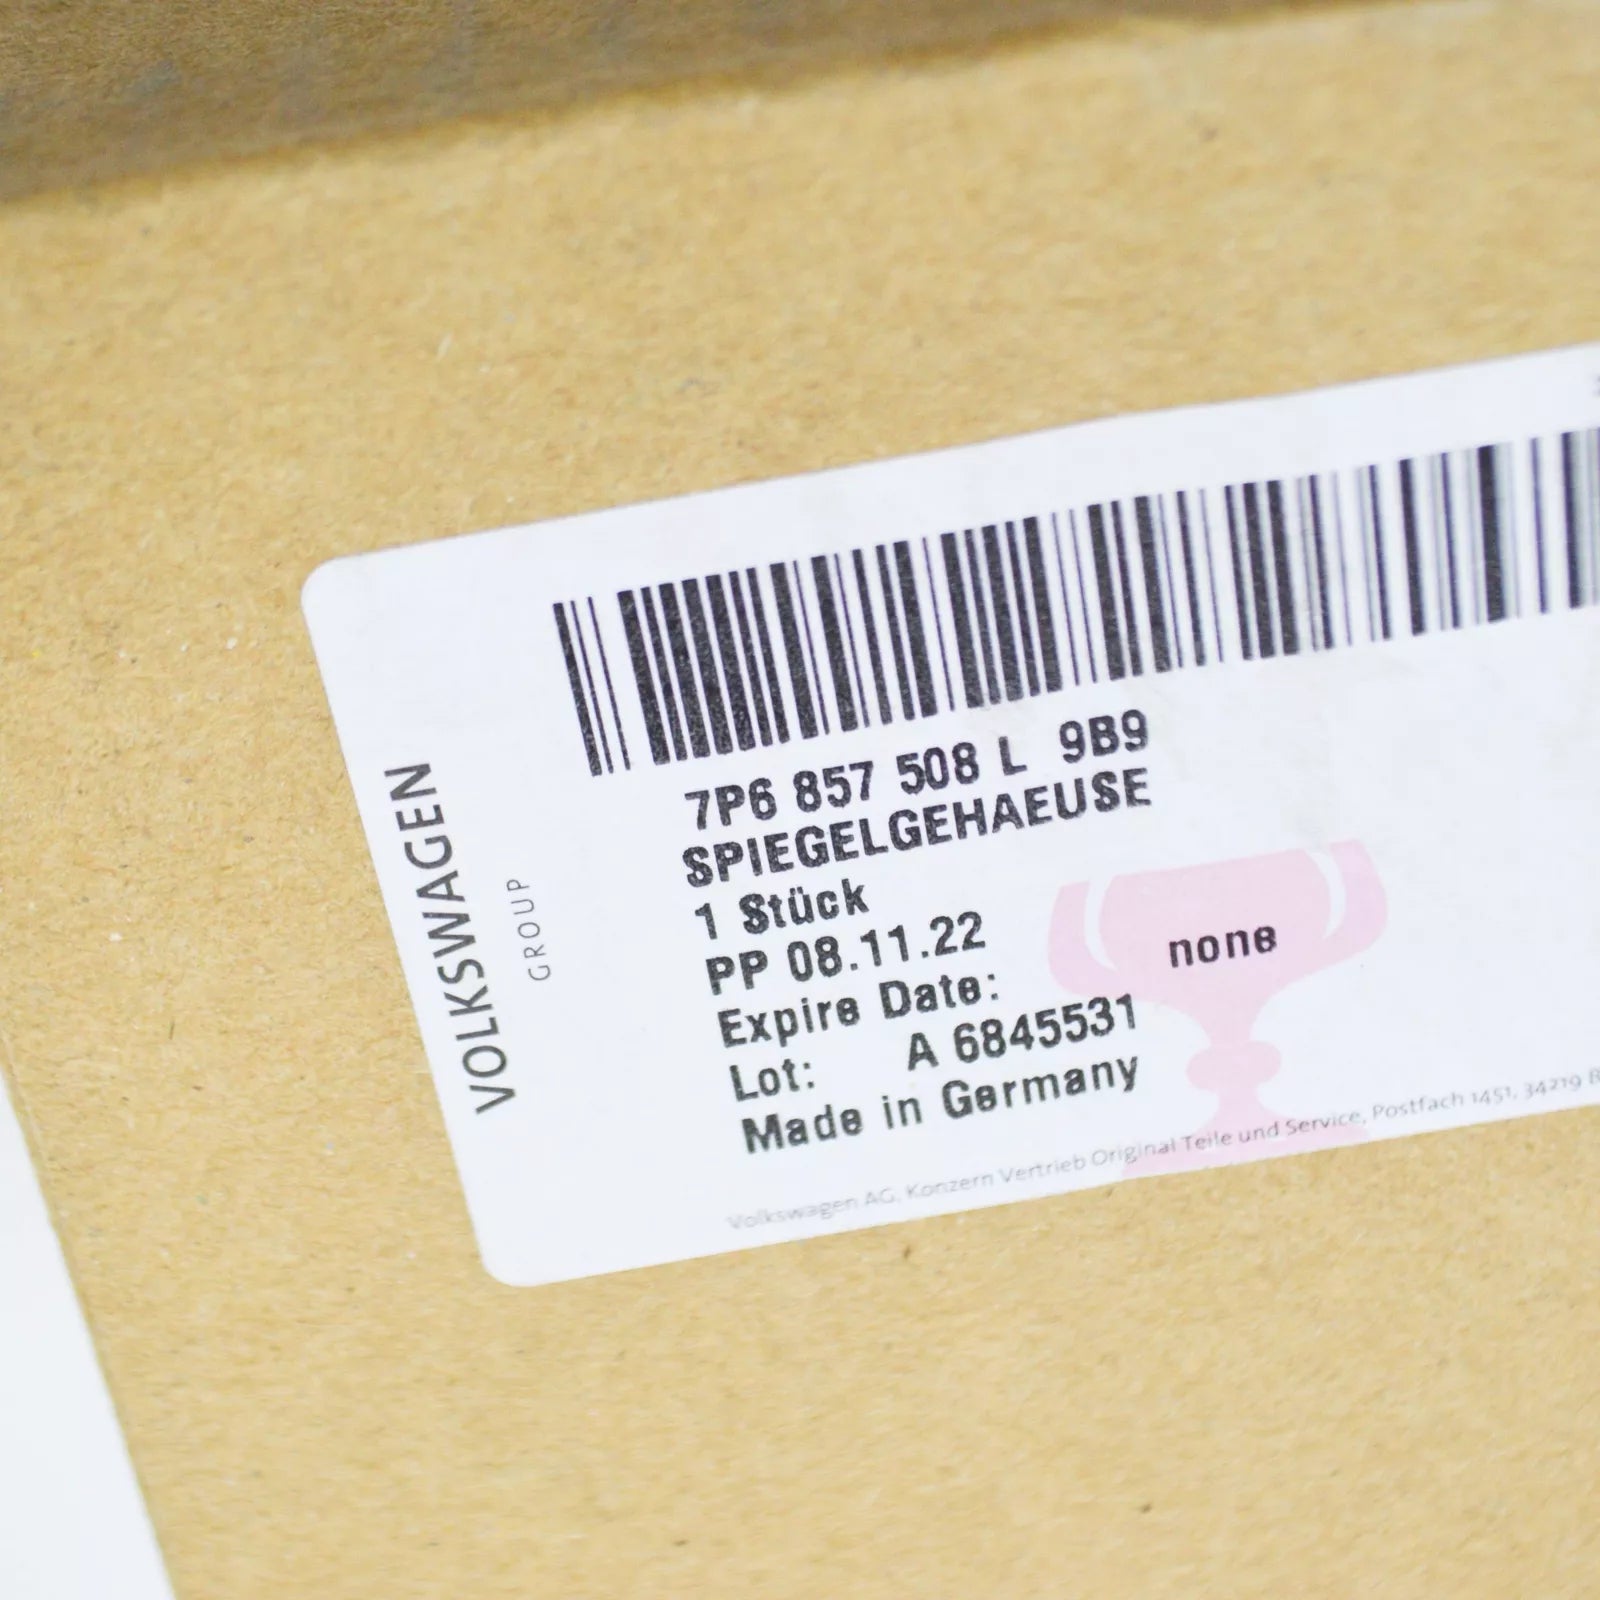 VOLKSWAGEN
GROUP
7P6 857 508 L 9B9
SPIEGELGEHAEUSE
1 Stück
PP 08.11.22
Expire Date: none
Lot: A 6845531
Made in Germany
Volkswagen AG, Konzern Vertrieb Original Teile und Service, Postfach 1451, 34219